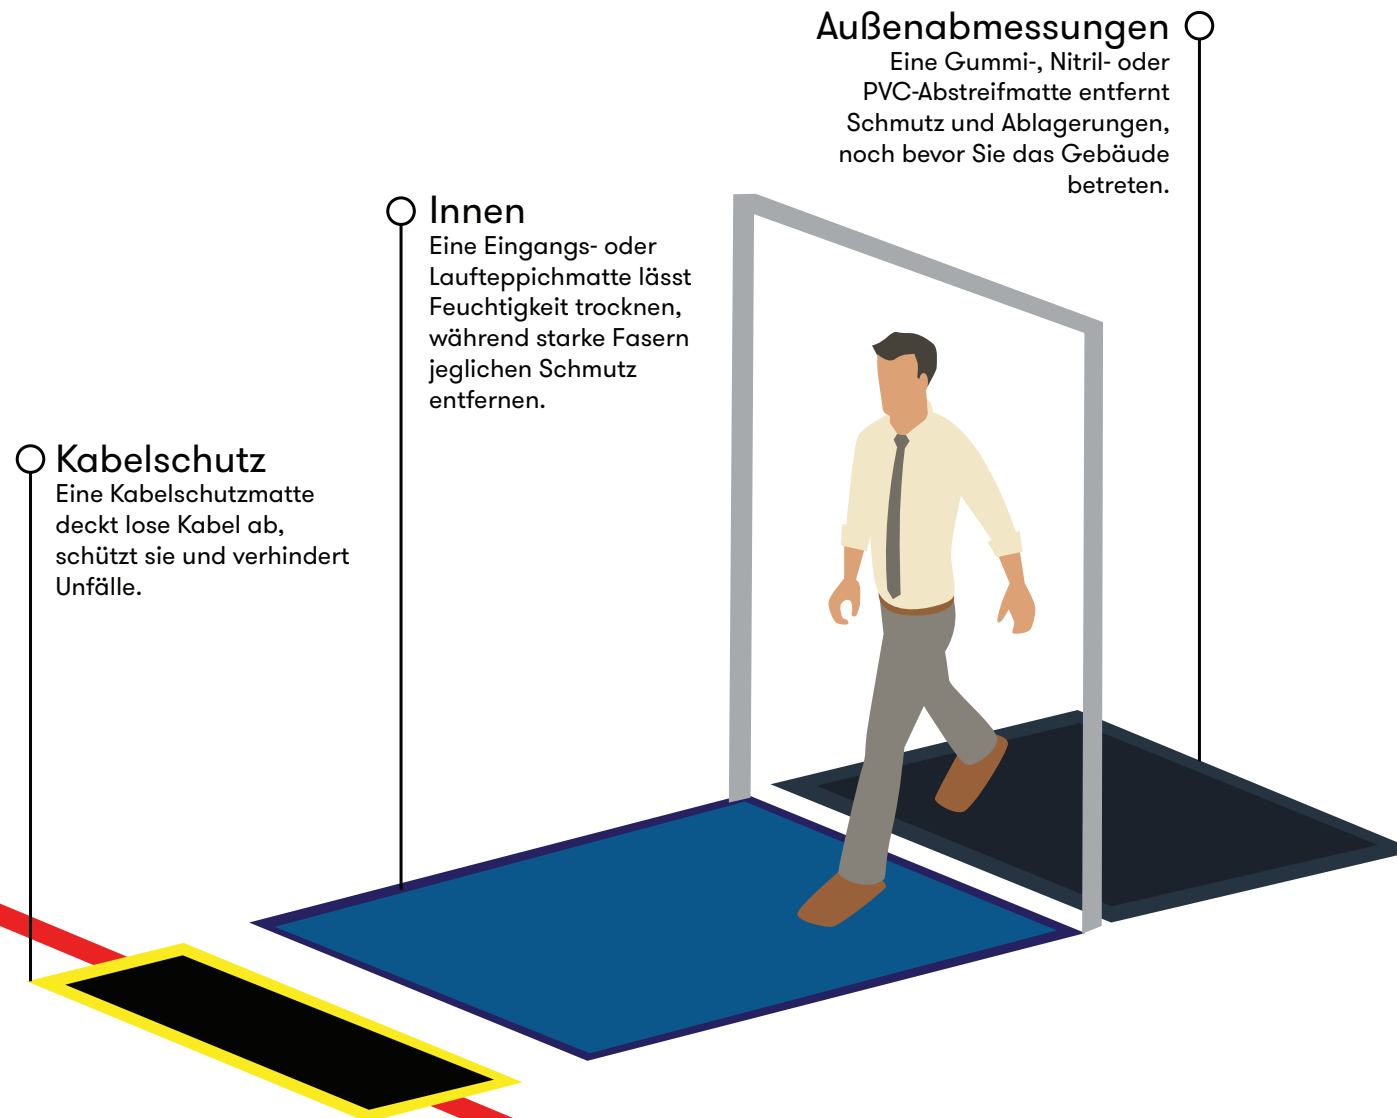 Außenabmessungen
Eine Gummi-, Nitril- oder
PVC-Abstreifmatte entfernt
Schmutz und Ablagerungen,
noch bevor Sie das Gebäude
betreten.
Innen
Eine Eingangs- oder
Laufteppichmatte lässt
Feuchtigkeit trocknen,
während starke Fasern
jeglichen Schmutz
entfernen.
Kabelschutz
Eine Kabelschutzmatte
deckt lose Kabel ab,
schützt sie und verhindert
Unfälle.